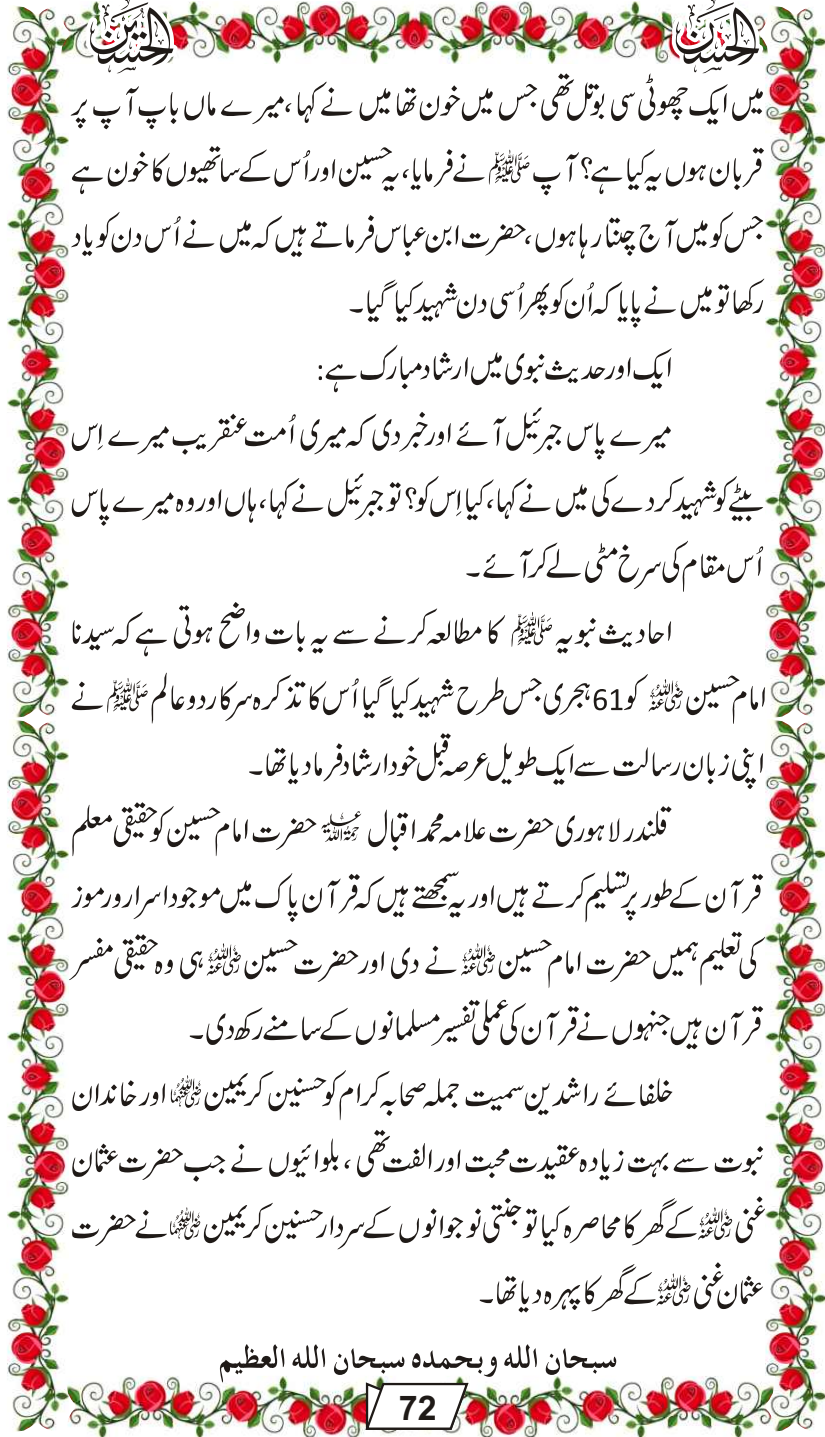 الحسنین الحسنین
میں ایک چھوٹی سی بوتل تھی جس میں خون تھا میں نے کہا، میرے ماں باپ آپ پر
قربان ہوں یہ کیا ہے؟ آپ ﷺ نے فرمایا، یہ حسین اور اُس کے ساتھیوں کا خون ہے
جس کو میں آج چنتا رہا ہوں، حضرت ابن عباس فرماتے ہیں کہ میں نے اُس دن کو یاد
رکھا تو میں نے پایا کہ اُن کو پھر اُسی دن شہید کیا گیا۔
ایک اور حدیث نبوی میں ارشاد مبارک ہے:
میرے پاس جبرئیل آئے اور خبر دی کہ میری اُمت عنقریب میرے اِس
بیٹے کو شہید کر دے کی میں نے کہا، کیا اِس کو؟ تو جبرئیل نے کہا، ہاں اور وہ میرے پاس
اُس مقام کی سرخ مٹی لے کر آئے۔
احادیث نبویہ ﷺ کا مطالعہ کرنے سے یہ بات واضح ہوتی ہے کہ سیدنا
امام حسین رضی اللہ عنہ کو 61 ہجری جس طرح شہید کیا گیا اُس کا تذکرہ سرکار دو عالم ﷺ نے
اپنی زبان رسالت سے ایک طویل عرصہ قبل خود ارشاد فرما دیا تھا۔
قلندر لاہوری حضرت علامہ محمد اقبال رحمۃ اللہ علیہ حضرت امام حسین کو حقیقی معلم
قرآن کے طور پر تسلیم کرتے ہیں اور یہ سمجھتے ہیں کہ قرآن پاک میں موجود اسرار و رموز
کی تعلیم ہمیں حضرت امام حسین رضی اللہ عنہ نے دی اور حضرت حسین رضی اللہ عنہ ہی وہ حقیقی مفسر
قرآن ہیں جنہوں نے قرآن کی عملی تفسیر مسلمانوں کے سامنے رکھ دی۔
خلفائے راشدین سمیت جملہ صحابہ کرام کو حسنین کریمین رضی اللہ عنہما اور خاندان
نبوت سے بہت زیادہ عقیدت محبت اور الفت تھی، بلوائیوں نے جب حضرت عثمان
غنی رضی اللہ عنہ کے گھر کا محاصرہ کیا تو جنتی نوجوانوں کے سردار حسنین کریمین رضی اللہ عنہما نے حضرت
عثمان غنی رضی اللہ عنہ کے گھر کا پہرہ دیا تھا۔
سبحان الله وبحمده سبحان الله العظيم
72